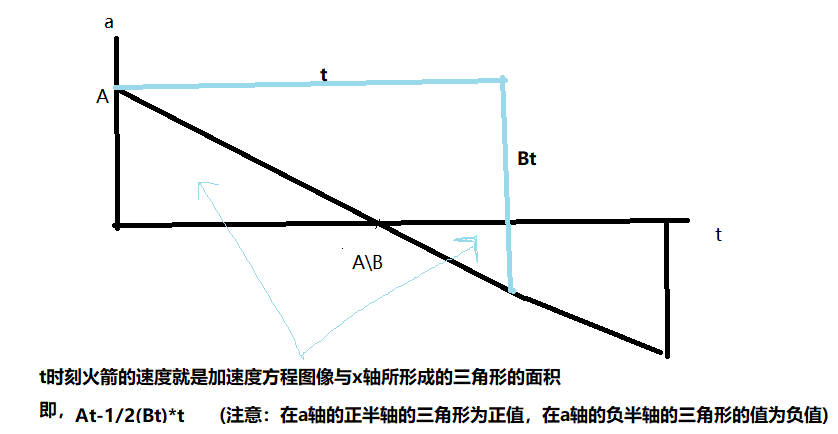 a
t
A
Bt
t
A\B
t时刻火箭的速度就是加速度方程图像与x轴所形成的三角形的面积
即，At-1/2(Bt)*t (注意：在a轴的正半轴的三角形为正值，在a轴的负半轴的三角形的值为负值)